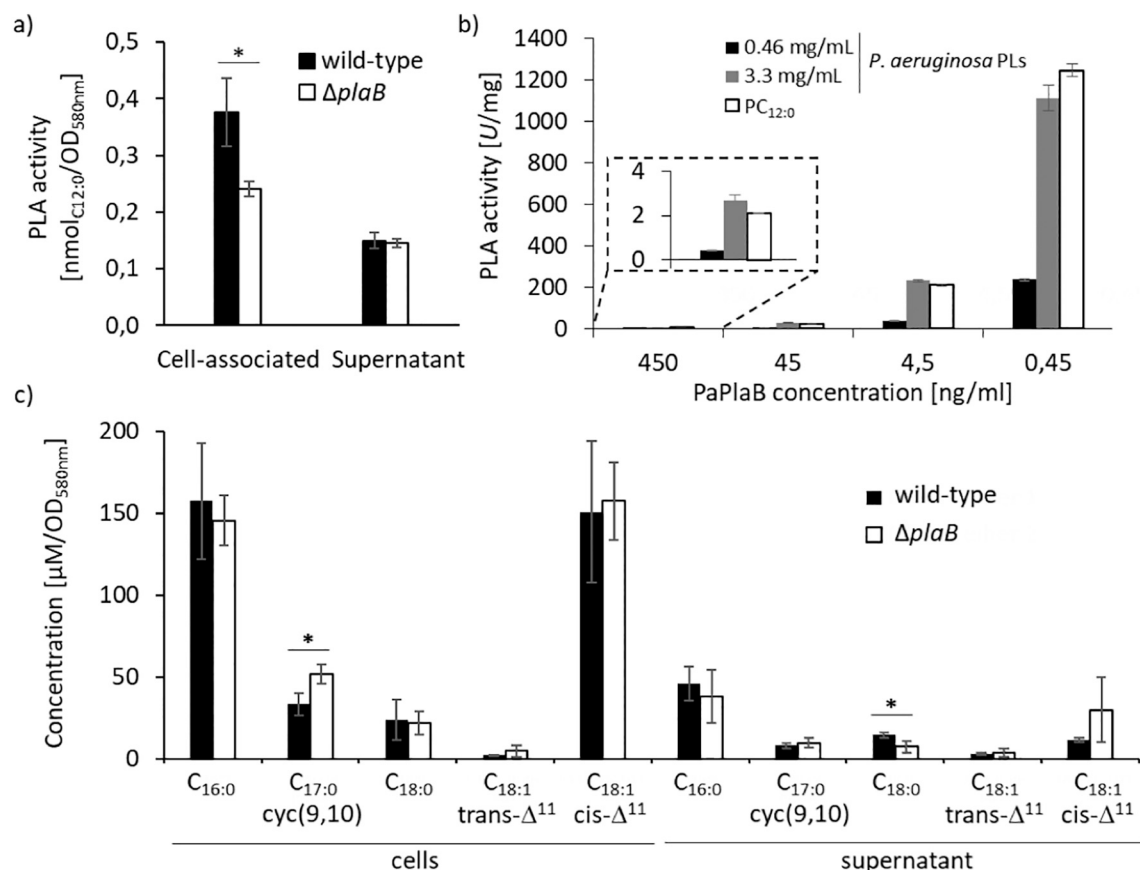 a)
PLA activity
[nmol_C12:0/OD_580nm]
0,5
0,4
0,3
0,2
0,1
0,0
*
wild-type
ΔplaB
Cell-associated Supernatant
b)
PLA activity [U/mg]
1400
1200
1000
800
600
400
200
0
0.46 mg/mL
3.3 mg/mL
P. aeruginosa PLs
PC12:0
4
2
0
450 45 4,5 0,45
PaPlaB concentration [ng/ml]
c)
Concentration [µM/OD580nm]
200
150
100
50
0
*
*
wild-type
ΔplaB
C16:0 C17:0 C18:0 C18:1 C18:1 C16:0 C17:0 C18:0 C18:1 C18:1
cyc(9,10) trans-Δ11 cis-Δ11 cyc(9,10) trans-Δ11 cis-Δ11
cells supernatant